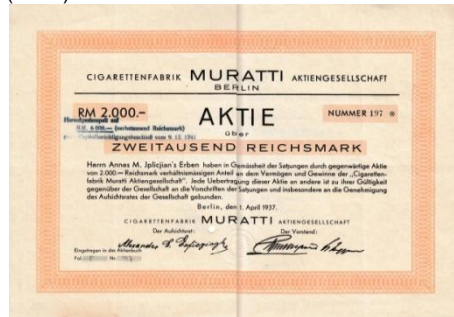 CIGARETTENFABRIK MURATTI AKTIENGESELLSCHAFT
BERLIN
RM 2.000.—
AKTIE
NUMMER 197 *
über
ZWEITAUSEND REICHSMARK
Herrn Annes M. Jplicjian's Erben haben in Gemässheit der Satzungen durch gegenwärtige Aktie
von 2.000.— Reichsmark verhältnismässigen Anteil an dem Vermögen und Gewinne der „Cigaretten-
fabrik Muratti Aktiengesellschaft". Jede Uebertragung dieser Aktie an andere ist zu ihrer Gültigkeit
gegenüber der Gesellschaft an die Vorschriften der Satzungen und insbesondere an die Genehmigung
des Aufsichtsrates der Gesellschaft gebunden.
Berlin, den 1. April 1937.
CIGARETTENFABRIK MURATTI AKTIENGESELLSCHAFT
Der Aufsichtsrat:
Der Vorstand:
Eingetragen in das Aktienbuch
Fol. Nr.